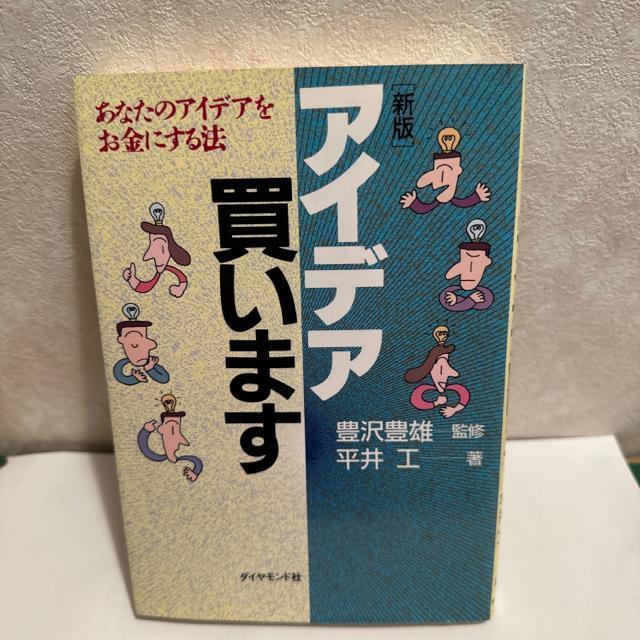 ［新版］
アイデア
買います
あなたのアイデアを
お金にする法
豊沢豊雄 監修
平井 工 著
ダイヤモンド社